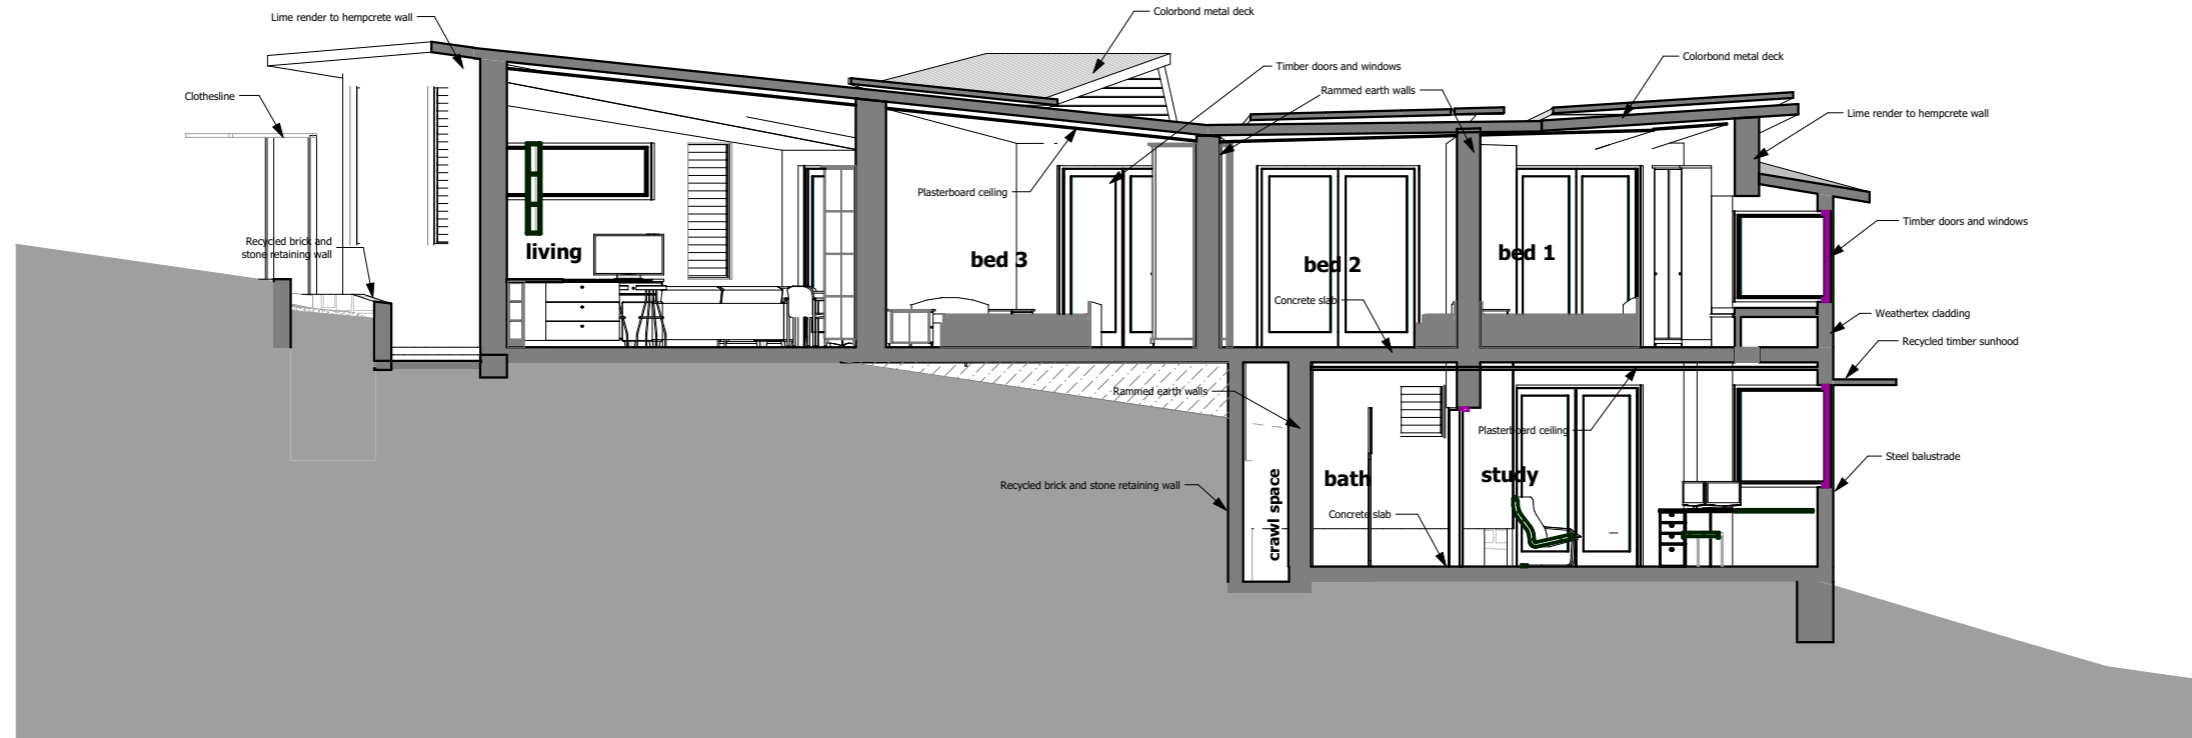 Colorbond metal deck
Lime render to hempcrete wall
Colorbond metal deck
Timber doors and windows
Rammed earth walls
Clothesline
Lime render to hempcrete wall
Plasterboard ceiling
Timber doors and windows
Recycled brick and
stone retaining wall
living
bed 3
bed 2
bed 1
Concrete slab
Weathertex cladding
Recycled timber sunhood
Rammed earth walls
Plasterboard ceiling
Steel balustrade
bath
study
Recycled brick and stone retaining wall
crawl space
Concrete slab